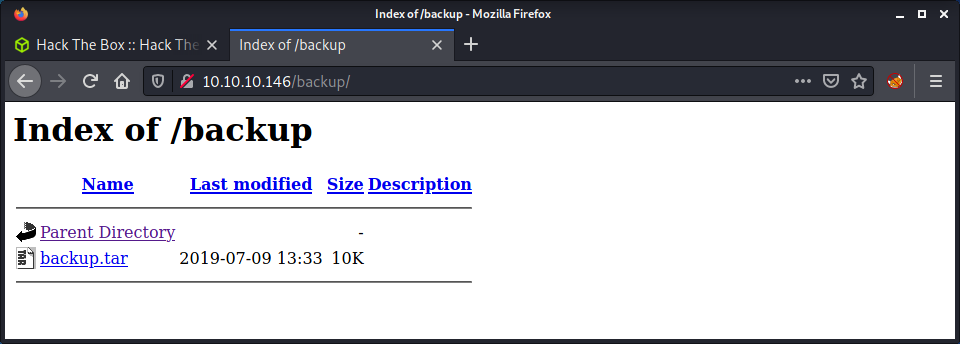 Index of /backup - Mozilla Firefox
Hack The Box :: Hack The
Index of /backup
10.10.10.146/backup/
Index of /backup
Name Last modified Size Description
Parent Directory -
TAR backup.tar 2019-07-09 13:33 10K